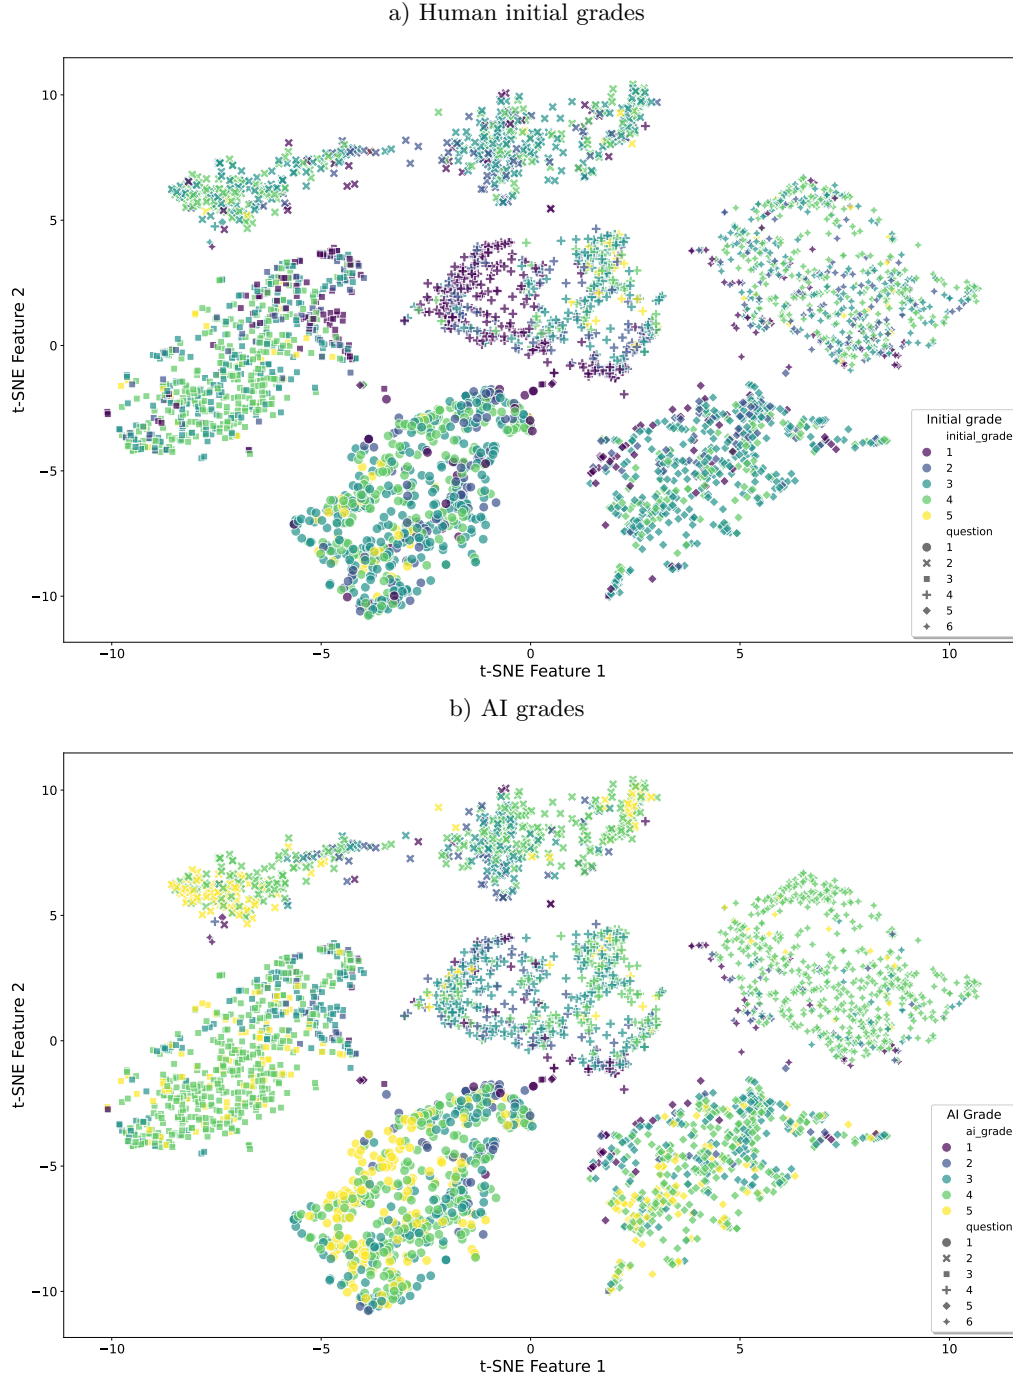 a) Human initial grades
10
5
0
−5
−10
t-SNE Feature 2
−10 −5 0 5 10
t-SNE Feature 1
Initial grade
initial_grade
1
2
3
4
5
question
1
2
3
4
5
6
b) AI grades
10
5
0
−5
−10
t-SNE Feature 2
−10 −5 0 5 10
t-SNE Feature 1
AI Grade
ai_grade
1
2
3
4
5
question
1
2
3
4
5
6